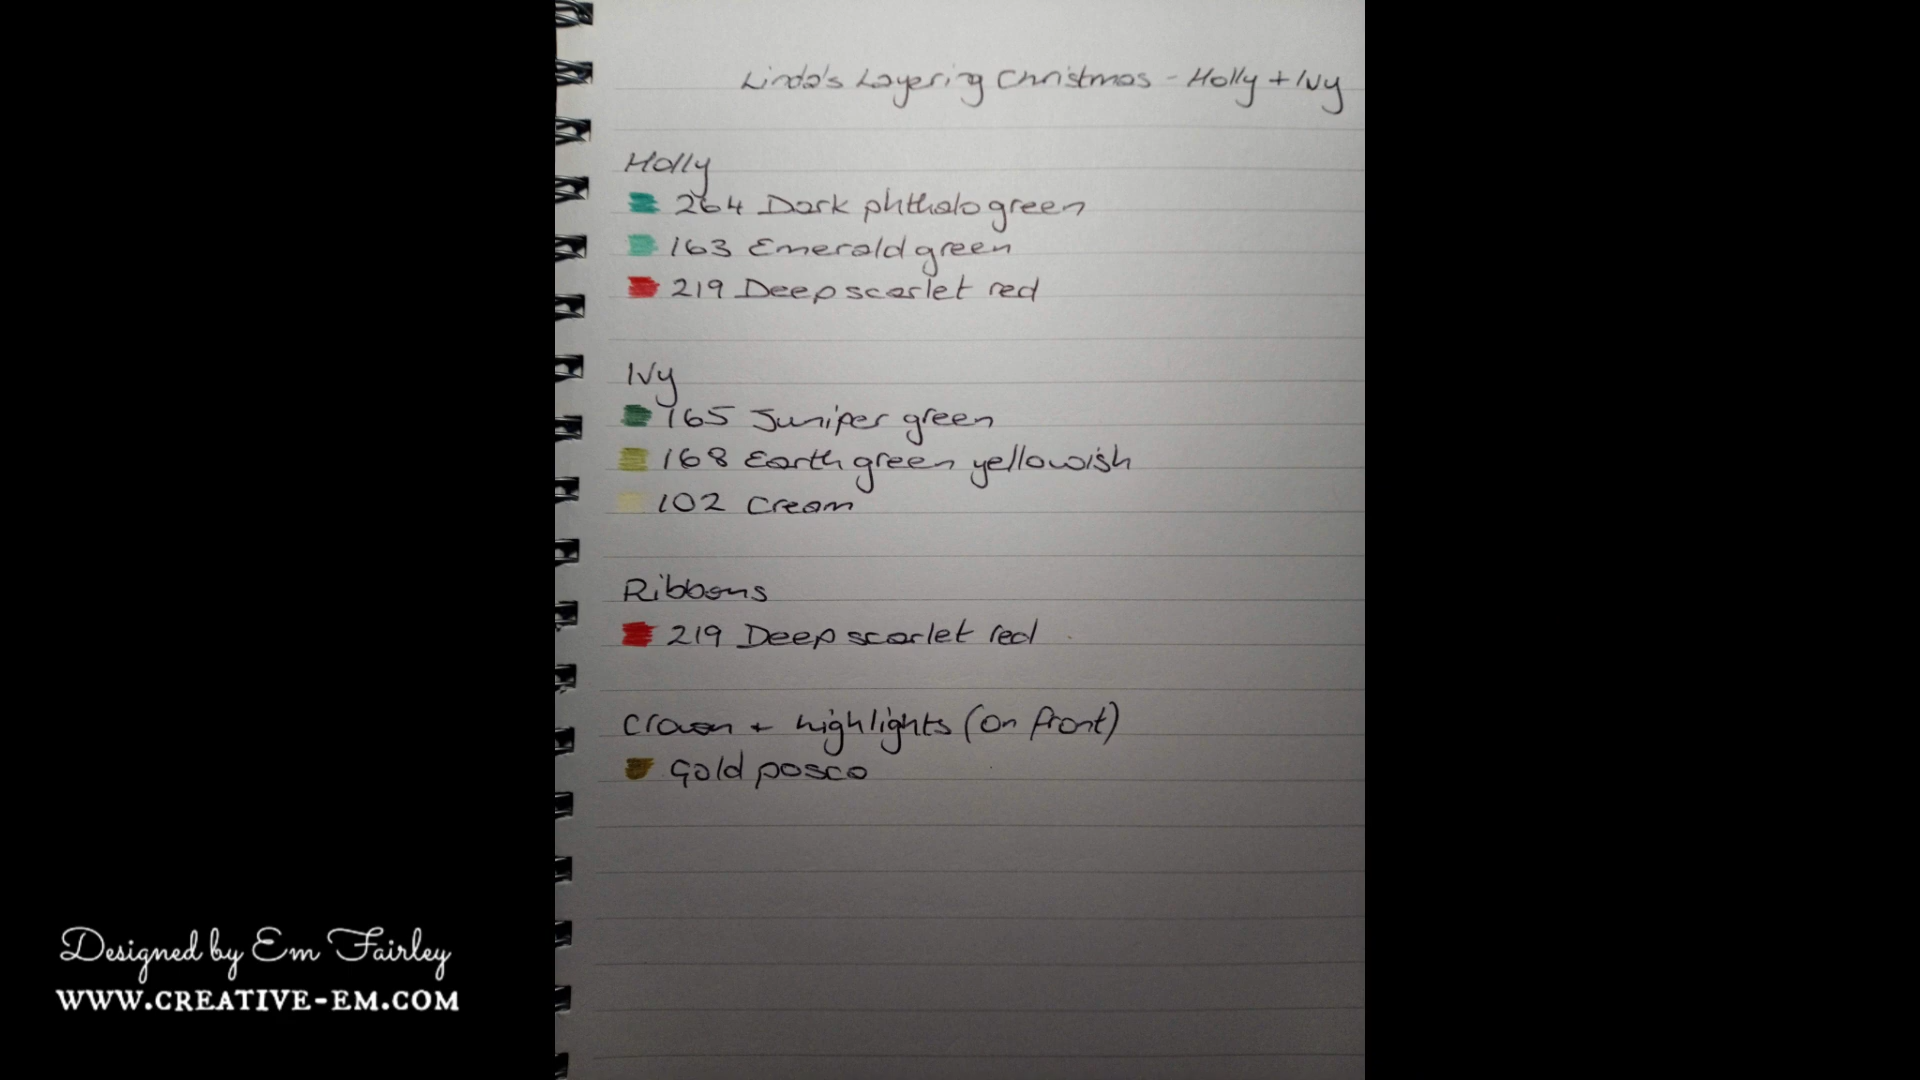 Linda's Layering Christmas - Holly + Ivy
Holly
264 Dark phthalo green
163 Emerald green
219 Deep scarlet red
Ivy
165 Juniper green
168 Earth green yellowish
102 Cream
Ribbons
219 Deep scarlet red
Crown + highlights (on front)
Gold posca
Designed by Em Fairley
WWW.CREATIVE-EM.COM